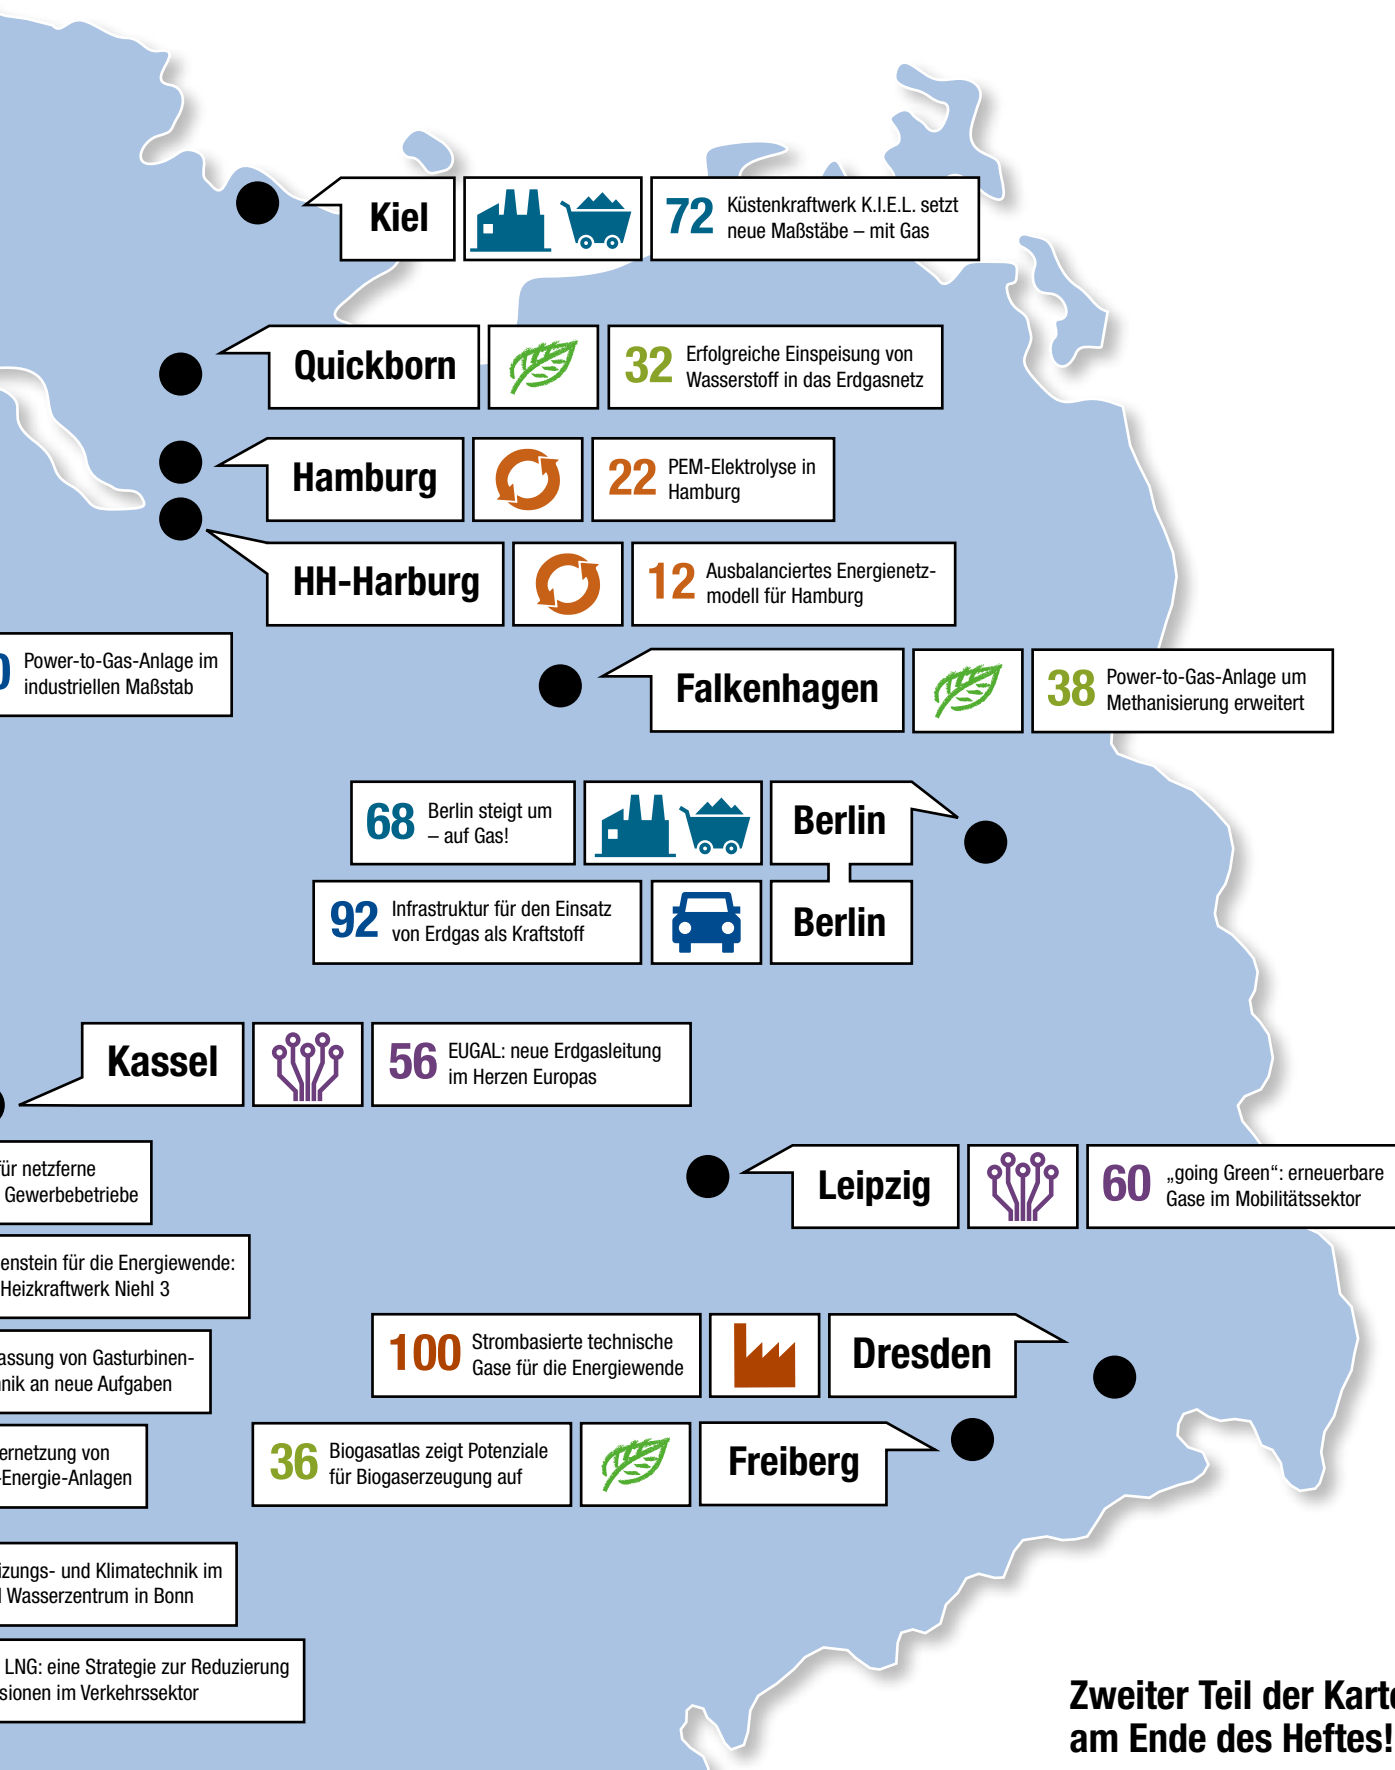 Kiel
72
Küstenkraftwerk K.I.E.L. setzt
neue Maßstäbe – mit Gas
Quickborn
32
Erfolgreiche Einspeisung von
Wasserstoff in das Erdgasnetz
Hamburg
22
PEM-Elektrolyse in
Hamburg
HH-Harburg
12
Ausbalanciertes Energienetz-
modell für Hamburg
Power-to-Gas-Anlage im
industriellen Maßstab
Falkenhagen
38
Power-to-Gas-Anlage um
Methanisierung erweitert
68
Berlin steigt um
– auf Gas!
Berlin
92
Infrastruktur für den Einsatz
von Erdgas als Kraftstoff
Berlin
Kassel
56
EUGAL: neue Erdgasleitung
im Herzen Europas
für netzferne
Gewerbebetriebe
Leipzig
60
„going Green“: erneuerbare
Gase im Mobilitätssektor
enstein für die Energiewende:
Heizkraftwerk Niehl 3
100
Strombasierte technische
Gase für die Energiewende
Dresden
assung von Gasturbinen-
nik an neue Aufgaben
36
Biogasatlas zeigt Potenziale
für Biogaserzeugung auf
Freiberg
ernetzung von
-Energie-Anlagen
izungs- und Klimatechnik im
Wasserzentrum in Bonn
LNG: eine Strategie zur Reduzierung
sionen im Verkehrssektor
Zweiter Teil der Karte
am Ende des Heftes!